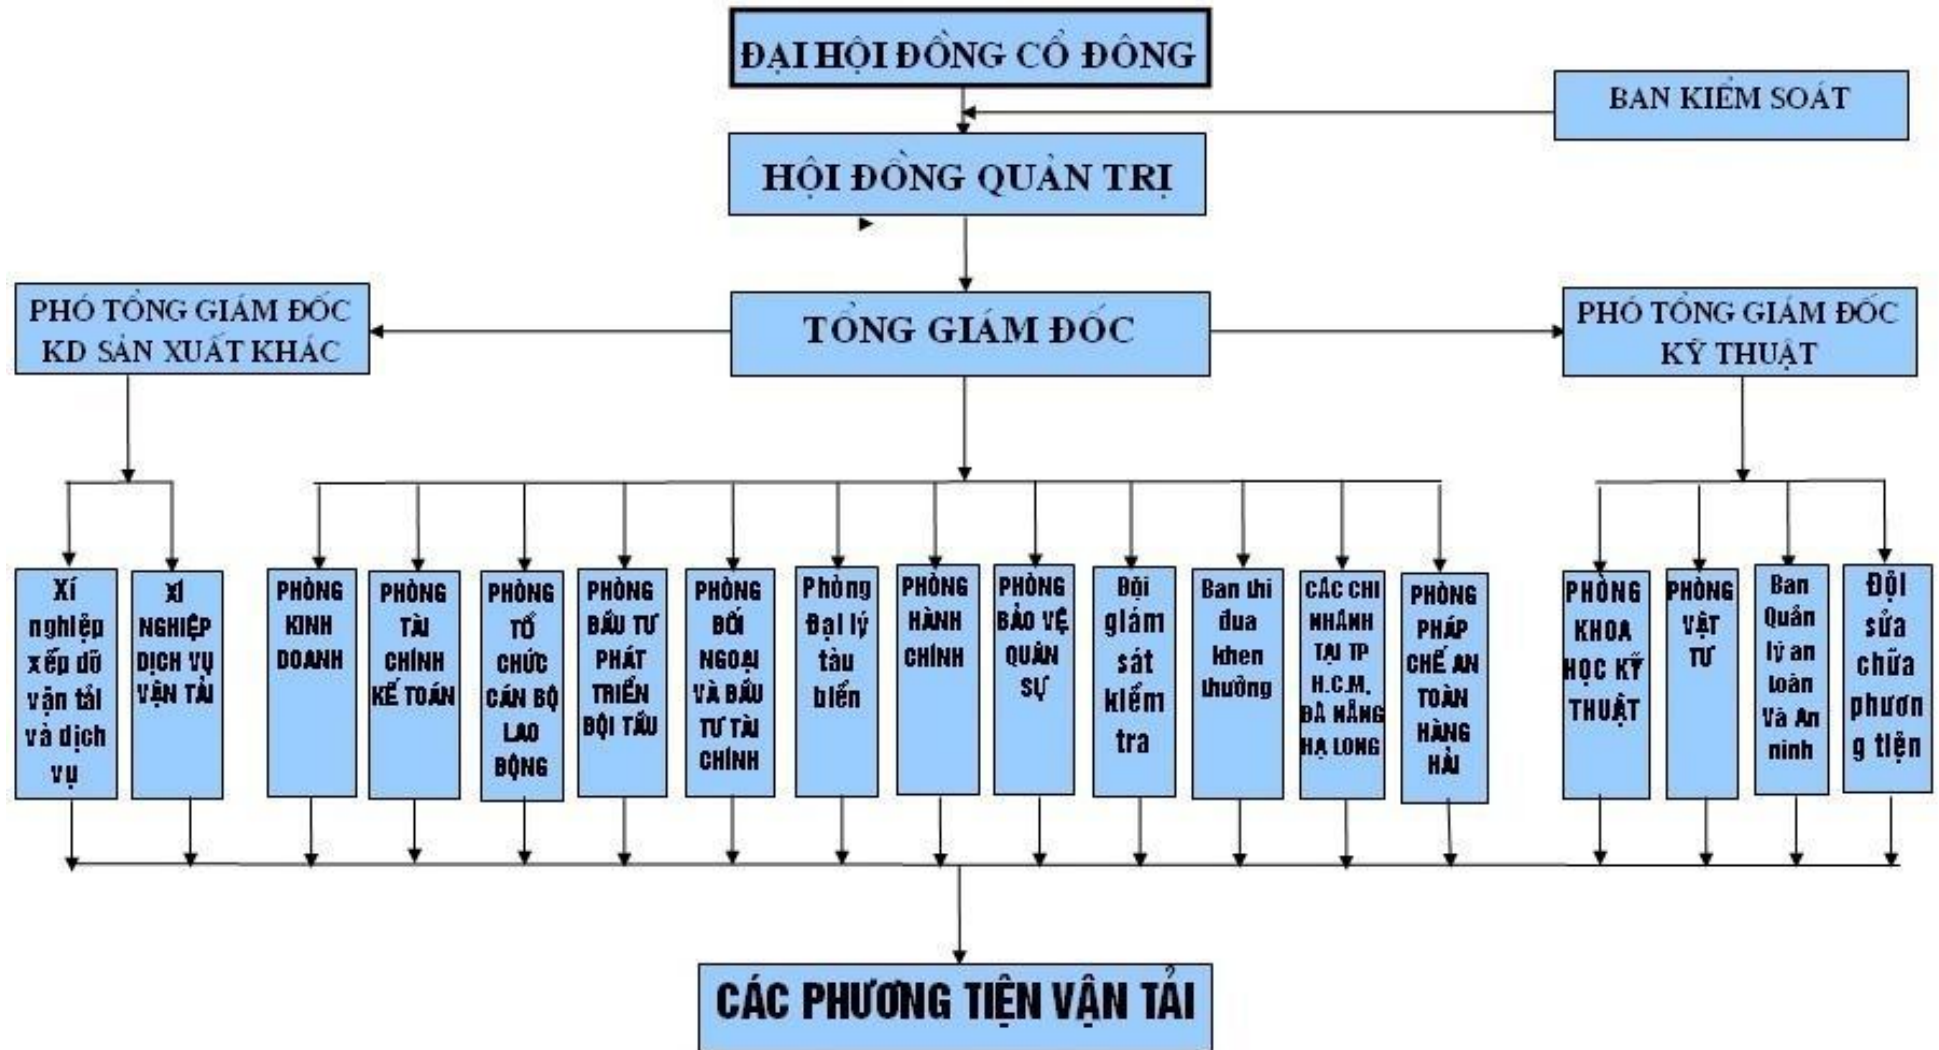 ĐẠI HỘI ĐỒNG CỔ ĐÔNG
BAN KIỂM SOÁT
HỘI ĐỒNG QUẢN TRỊ
PHÓ TỔNG GIÁM ĐỐC
KD SẢN XUẤT KHÁC
TỔNG GIÁM ĐỐC
PHÓ TỔNG GIÁM ĐỐC
KỸ THUẬT
Xí
nghiệp
xếp dỡ
vận tải
và dịch
vụ
XÍ
NGHIỆP
DỊCH VỤ
VẬN TẢI
PHÒNG
KINH
DOANH
PHÒNG
TÀI
CHÍNH
KẾ TOÁN
PHÒNG
TỔ
CHỨC
CÁN BỘ
LAO
ĐỘNG
PHÒNG
ĐẦU TƯ
PHÁT
TRIỂN
ĐỘI TẦU
PHÒNG
ĐỐI
NGOẠI
VÀ ĐẦU
TƯ TÀI
CHÍNH
Phòng
Đại lý
tàu
biển
PHÒNG
HÀNH
CHÍNH
PHÒNG
BẢO VỆ
QUÂN
SỰ
Đội
giám
sát
kiểm
tra
Ban thi
đua
khen
thưởng
CÁC CHI
NHÁNH
TẠI TP
H.C.M,
ĐÀ NẴNG
HẠ LONG
PHÒNG
PHÁP
CHẾ AN
TOÀN
HÀNG
HẢI
PHÒNG
KHOA
HỌC KỸ
THUẬT
PHÒNG
VẬT
TƯ
Ban
Quản
lý an
toàn
Và An
ninh
Đội
sửa
chữa
phươn
g tiện
CÁC PHƯƠNG TIỆN VẬN TẢI